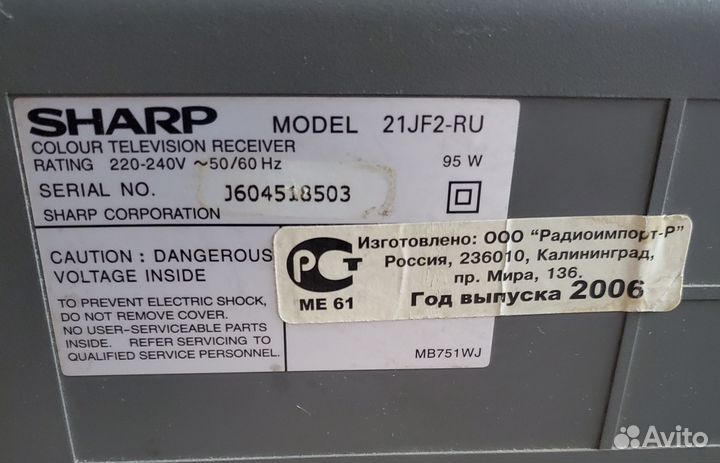 SHARP MODEL 21JF2-RU
COLOUR TELEVISION RECEIVER
RATING 220-240V ~50/60 Hz 95 W
SERIAL NO. J604518503
SHARP CORPORATION
CAUTION : DANGEROUS
VOLTAGE INSIDE
TO PREVENT ELECTRIC SHOCK,
DO NOT REMOVE COVER.
NO USER-SERVICEABLE PARTS
INSIDE. REFER SERVICING TO
QUALIFIED SERVICE PERSONNEL.
MB751WJ
РСТ
МЕ 61
Изготовлено: ООО "Радиоимпорт-Р"
Россия, 236010, Калининград,
пр. Мира, 136.
Год выпуска 2006
Avito